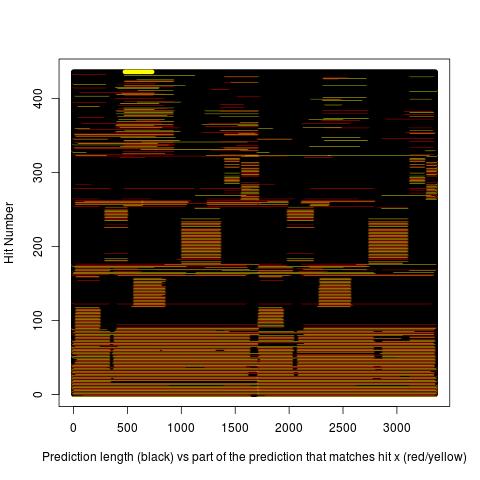 400
300
200
100
0
Hit Number
0 500 1000 1500 2000 2500 3000
Prediction length (black) vs part of the prediction that matches hit x (red/yellow)